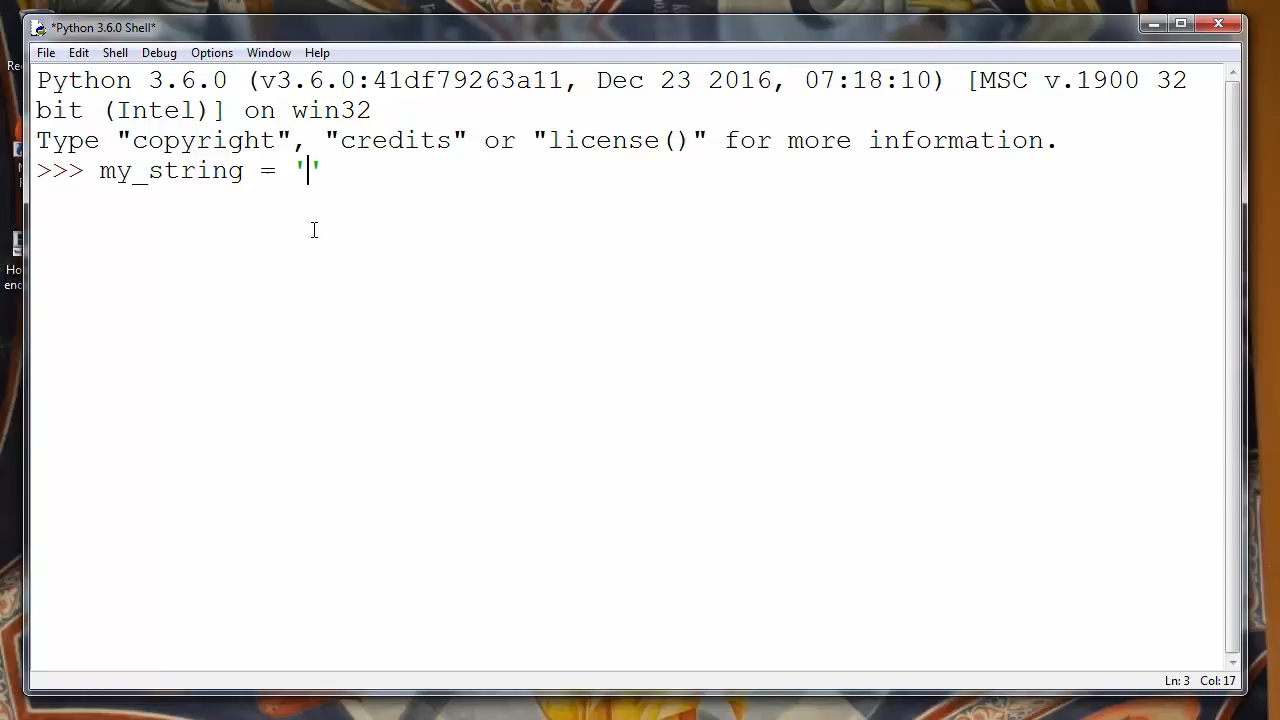 *Python 3.6.0 Shell*
File Edit Shell Debug Options Window Help
Python 3.6.0 (v3.6.0:41df79263a11, Dec 23 2016, 07:18:10) [MSC v.1900 32
bit (Intel)] on win32
Type "copyright", "credits" or "license()" for more information.
>>> my_string = ''
Ln: 3 Col: 17